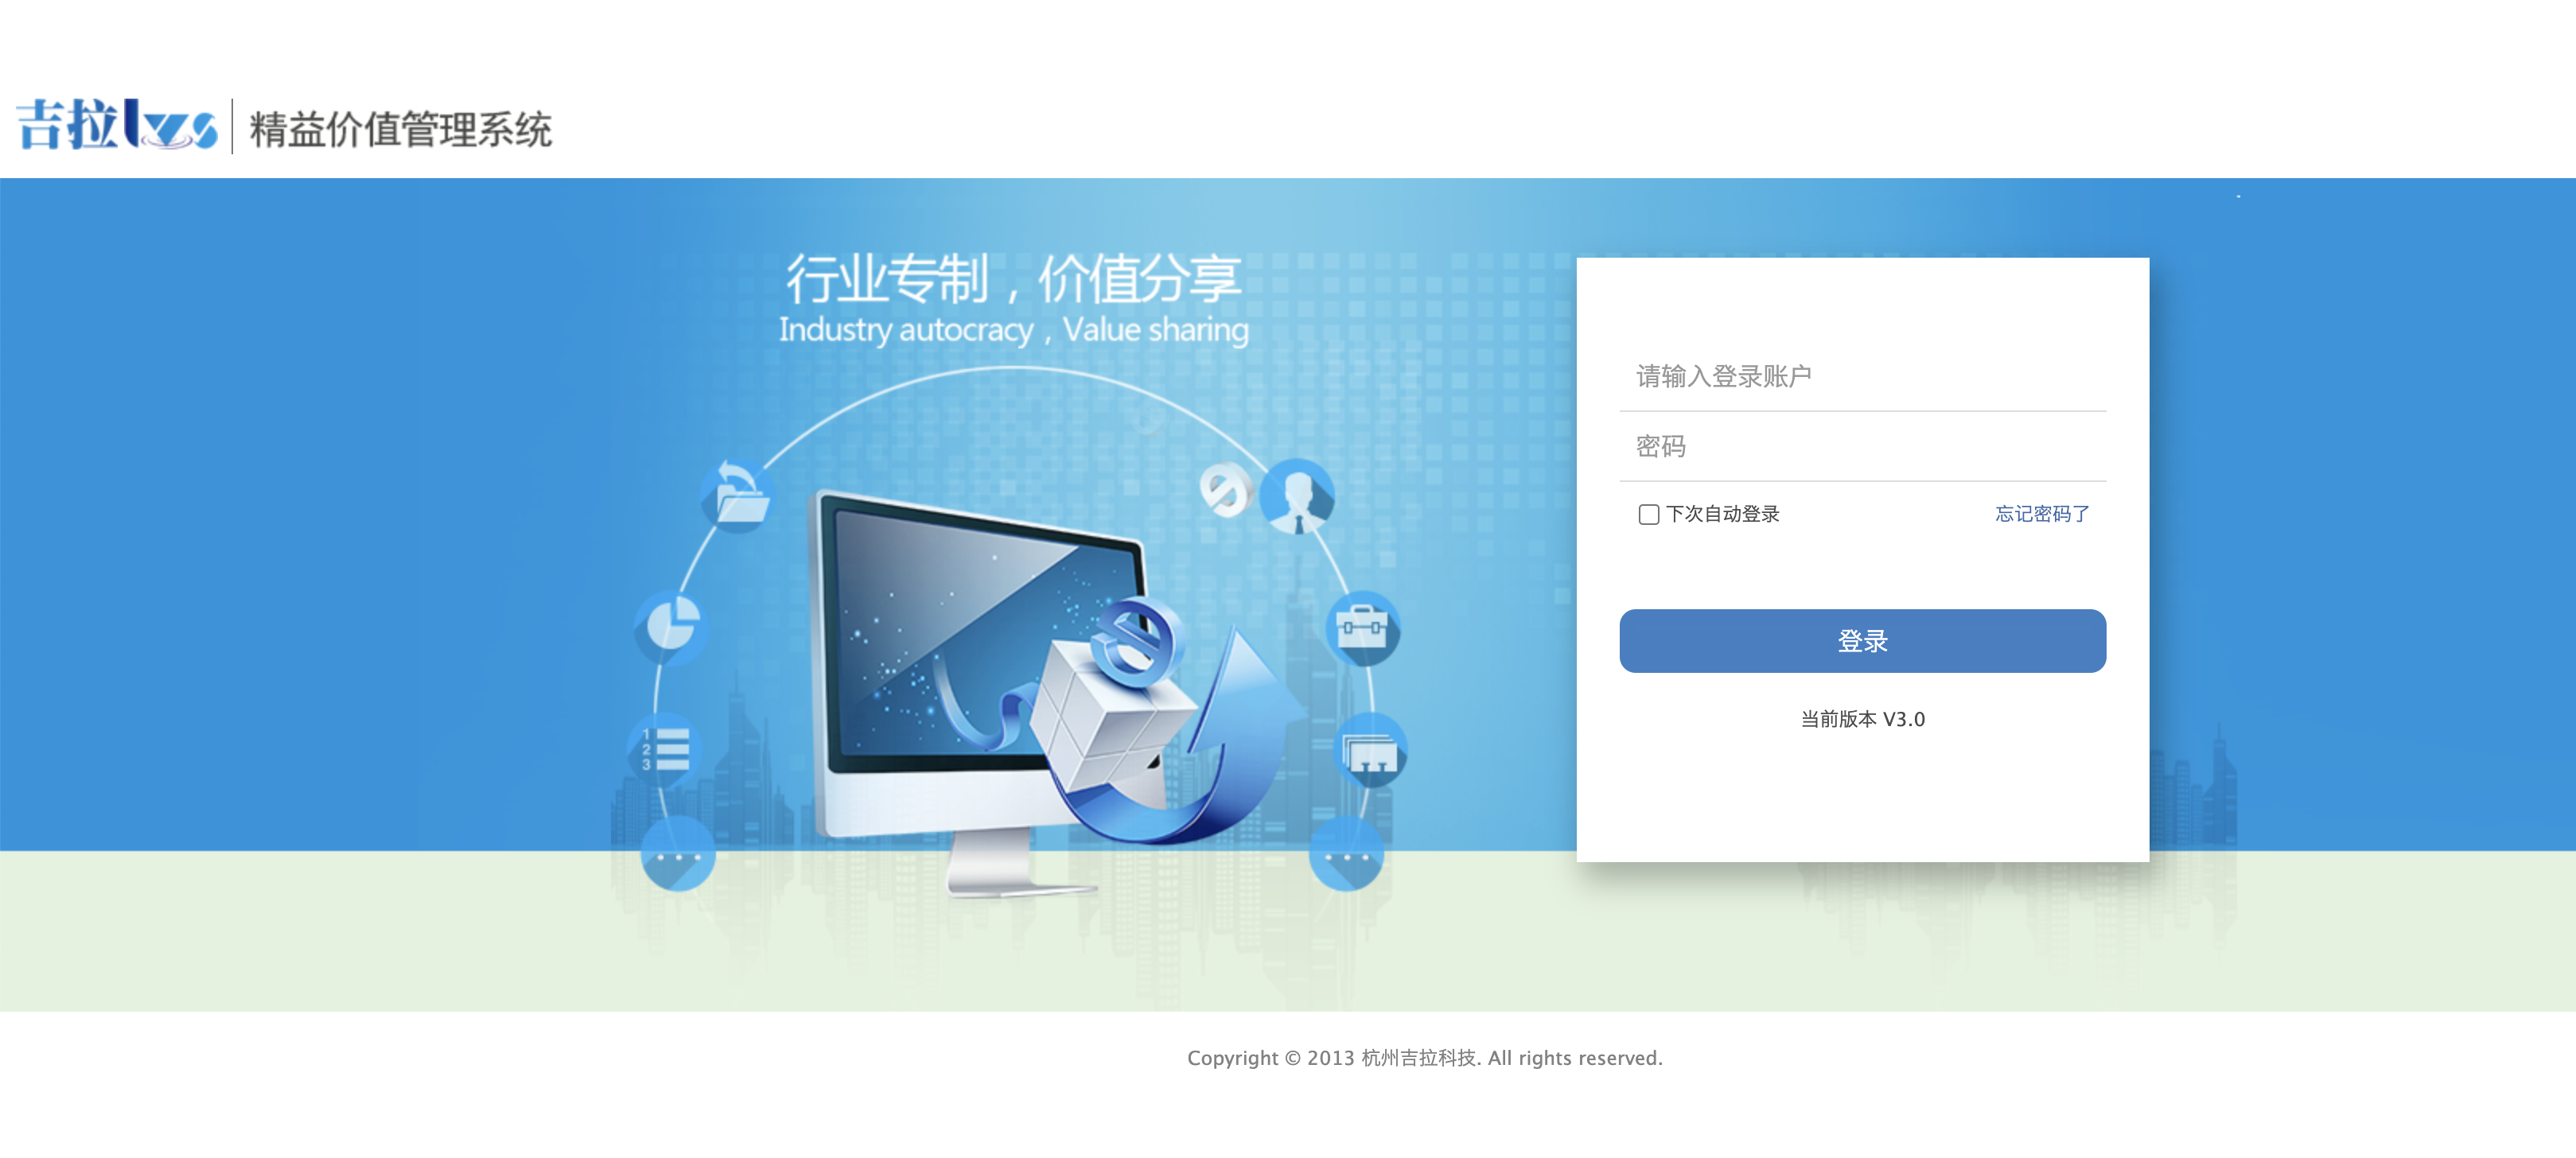 吉拉lvs 精益价值管理系统
行业专制，价值分享
Industry autocracy，Value sharing
请输入登录账户
密码
下次自动登录 忘记密码了
登录
当前版本 V3.0
1
2
3
Copyright © 2013 杭州吉拉科技. All rights reserved.